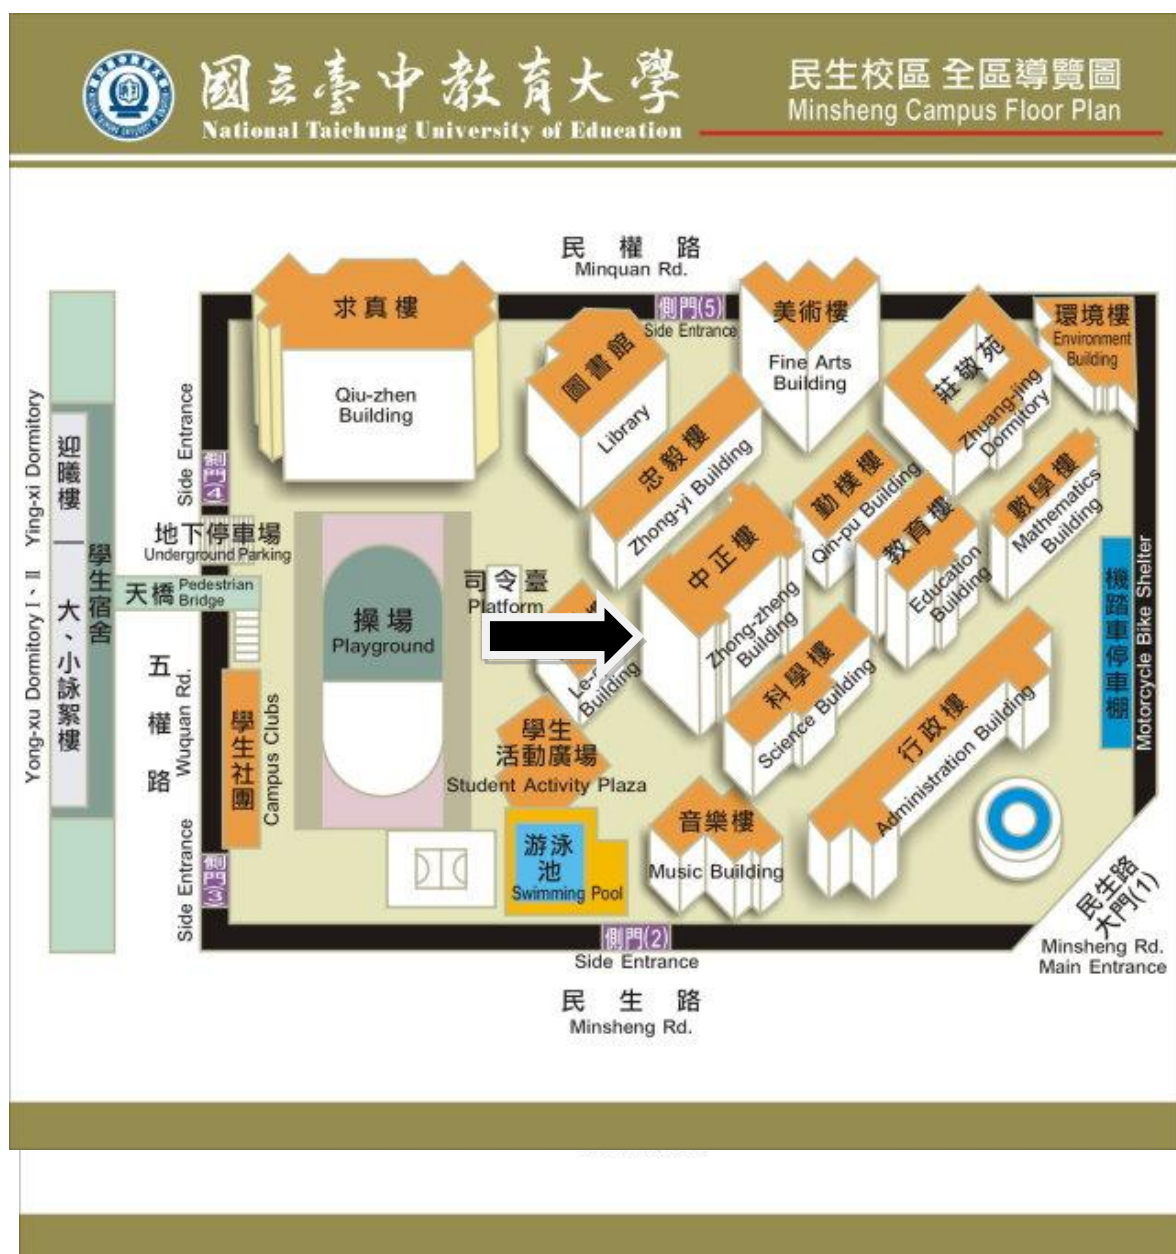 國立臺中教育大學
National Taichung University of Education
民生校區 全區導覽圖
Minsheng Campus Floor Plan
民權路
Minquan Rd.
求真樓
Qiu-zhen
Building
圖書館
Library
側門(5)
Side Entrance
美術樓
Fine Arts
Building
莊敬苑
Zhuang-jing
Dormitory
環境樓
Environment
Building
忠毅樓
Zhong-yi Building
勤樸樓
Qin-pu Building
教育樓
Education
Building
數學樓
Mathematics
Building
機踏車停車棚
Motorcycle Bike Shelter
中正樓
Zhong-zheng
Building
科學樓
Science Building
行政樓
Administration Building
Building
司令臺
Platform
操場
Playground
學生
活動廣場
Student Activity Plaza
游泳
池
Swimming Pool
音樂樓
Music Building
側門(4)
Side Entrance
地下停車場
Underground Parking
天橋
Pedestrian
Bridge
學生宿舍
迎曦樓
Ying-xi Dormitory
大、小詠絮樓
Yong-xu Dormitory I、II
五權路
Wuquan Rd.
學生社團
Campus Clubs
側門(3)
Side Entrance
側門(2)
Side Entrance
民生路
Minsheng Rd.
民生路
大門(1)
Minsheng Rd.
Main Entrance